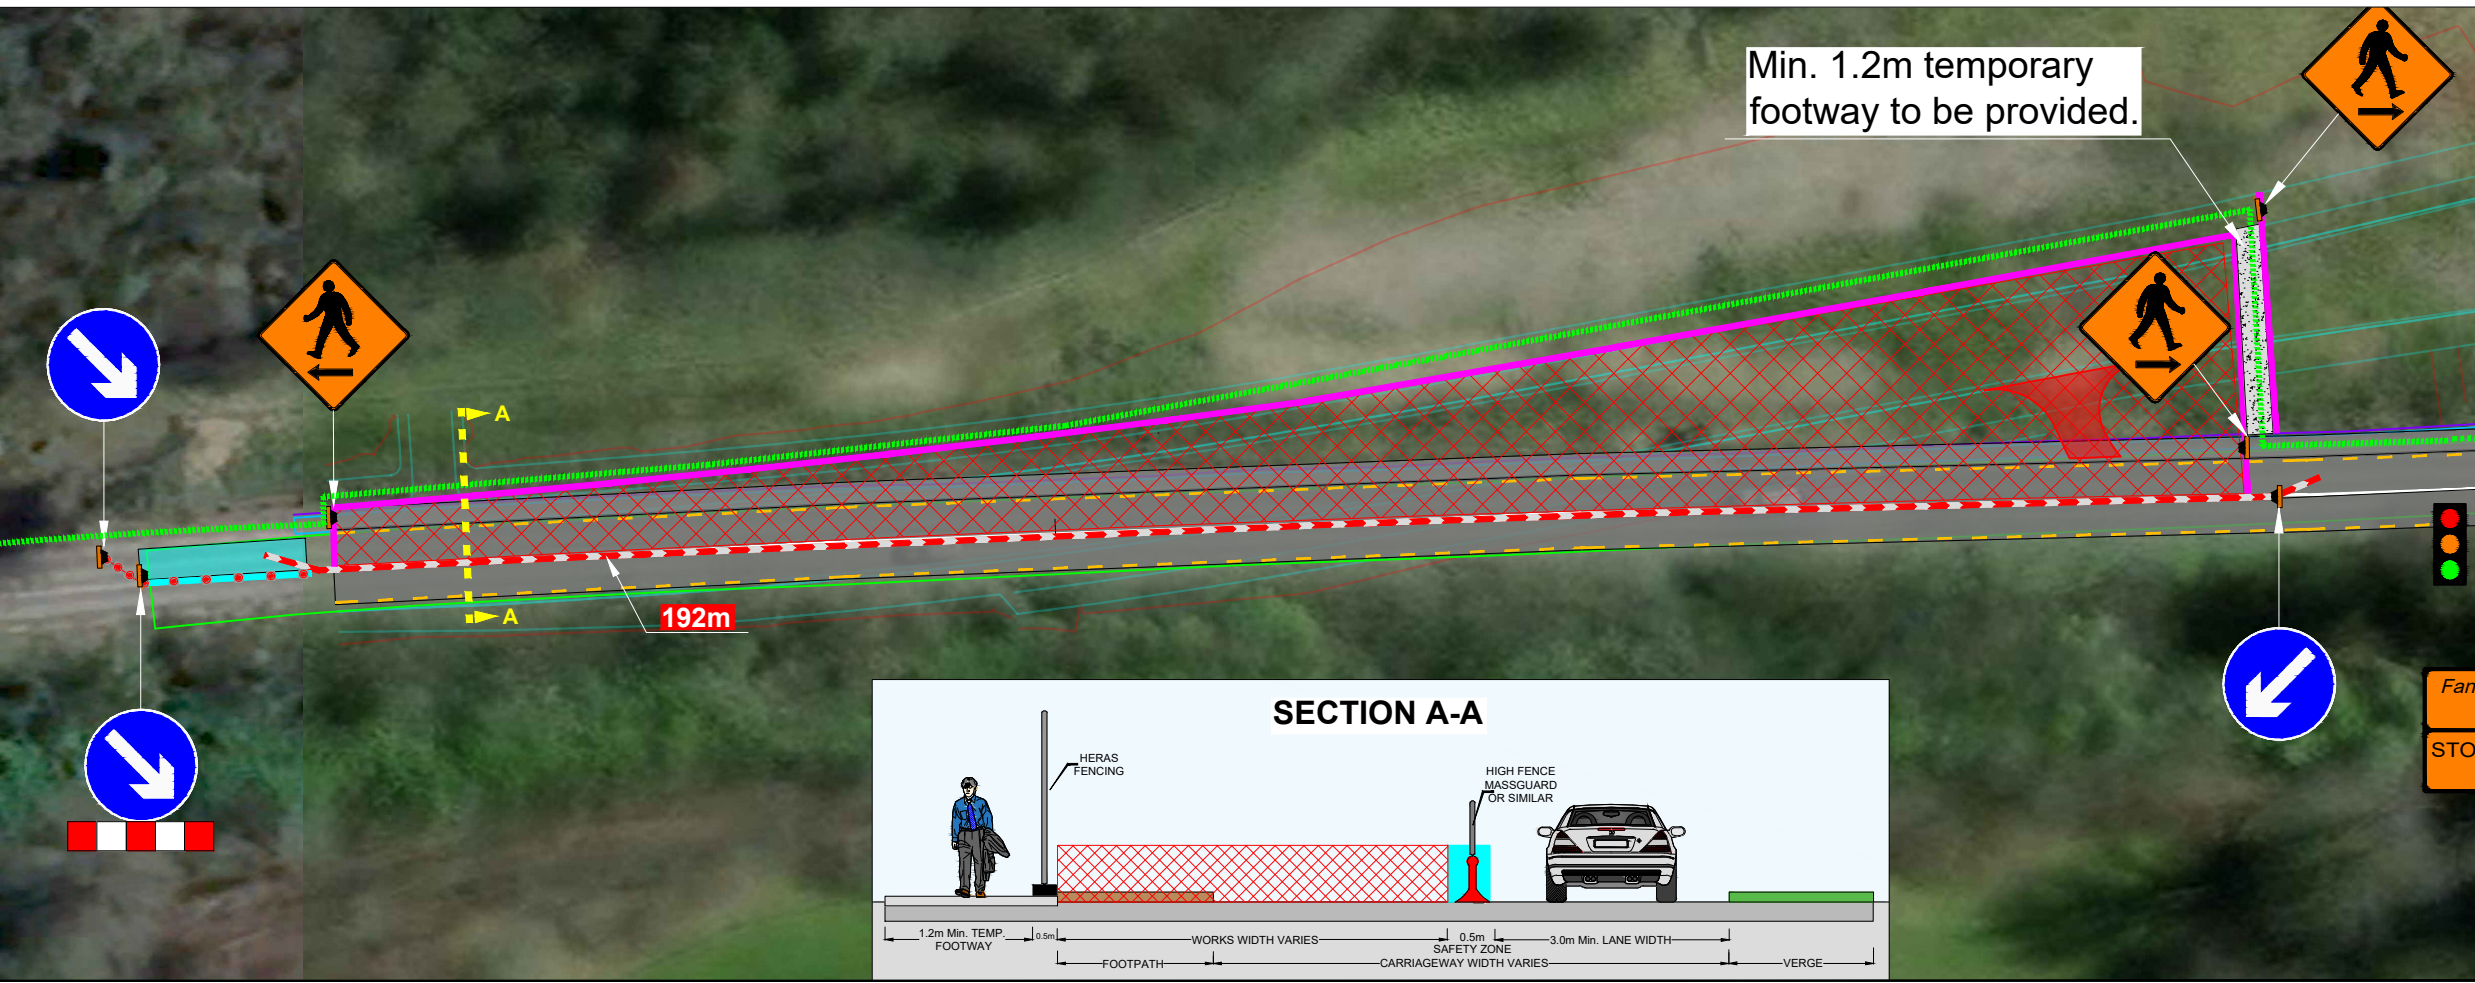 Min. 1.2m temporary
footway to be provided.
A
A
192m
Fan
STO
SECTION A-A
HERAS
FENCING
HIGH FENCE
MASSGUARD
OR SIMILAR
1.2m Min. TEMP.
FOOTWAY
0.5m
WORKS WIDTH VARIES
0.5m
SAFETY ZONE
3.0m Min. LANE WIDTH
FOOTPATH
CARRIAGEWAY WIDTH VARIES
VERGE